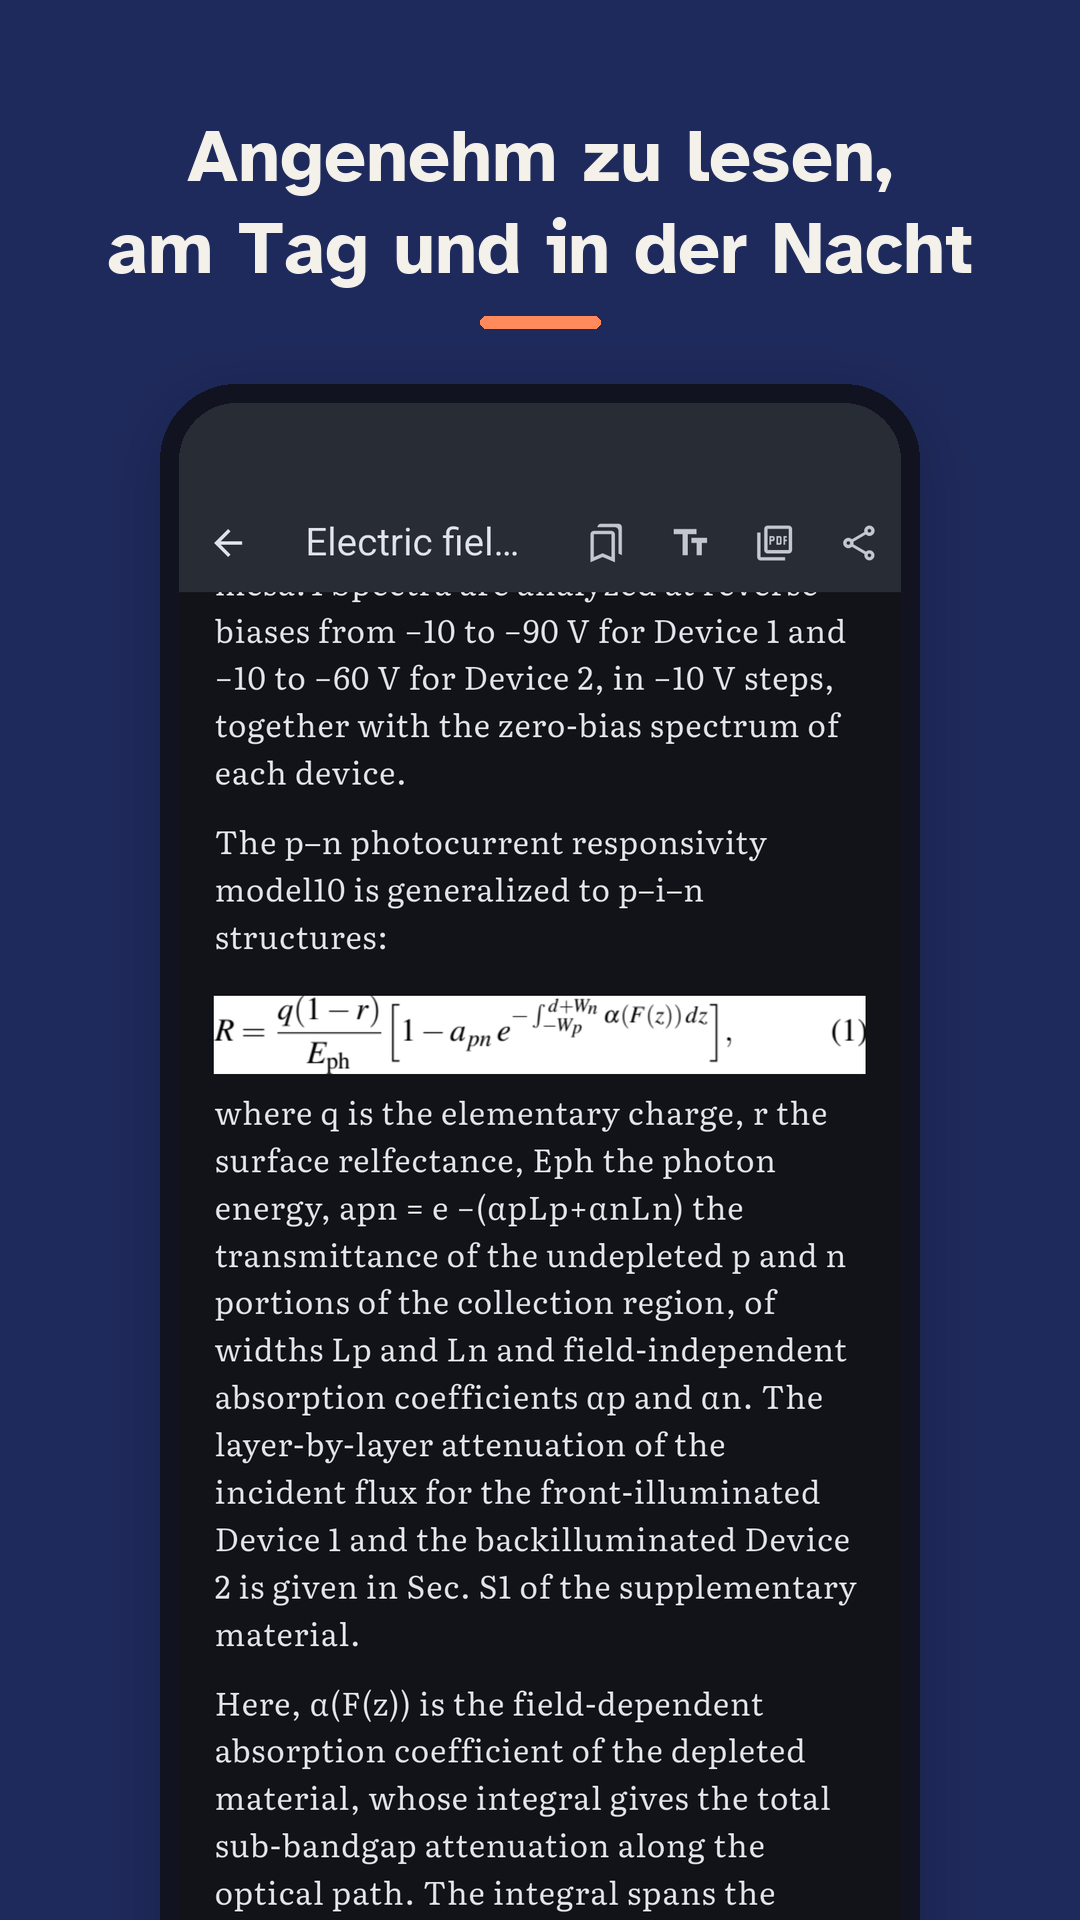 Angenehm zu lesen,
am Tag und in der Nacht
Electric fiel...
PDF
biases from –10 to –90 V for Device 1 and
–10 to –60 V for Device 2, in –10 V steps,
together with the zero-bias spectrum of
each device.
The p–n photocurrent responsivity
model10 is generalized to p–i–n
structures:
R = q(1 − r) / E_ph [1 − a_pn e^{−∫_{−W_p}^{d+W_n} α(F(z)) dz}], (1)
where q is the elementary charge, r the
surface relfectance, Eph the photon
energy, apn = e –(αpLp+αnLn) the
transmittance of the undepleted p and n
portions of the collection region, of
widths Lp and Ln and field-independent
absorption coefficients αp and αn. The
layer-by-layer attenuation of the
incident flux for the front-illuminated
Device 1 and the backilluminated Device
2 is given in Sec. S1 of the supplementary
material.
Here, α(F(z)) is the field-dependent
absorption coefficient of the depleted
material, whose integral gives the total
sub-bandgap attenuation along the
optical path. The integral spans the